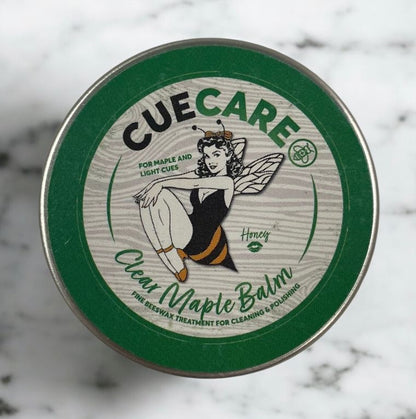 CUECARE
FOR MAPLE AND
LIGHT CUES
Honey
Clear Maple Balm
FINE BEESWAX TREATMENT FOR CLEANING & POLISHING